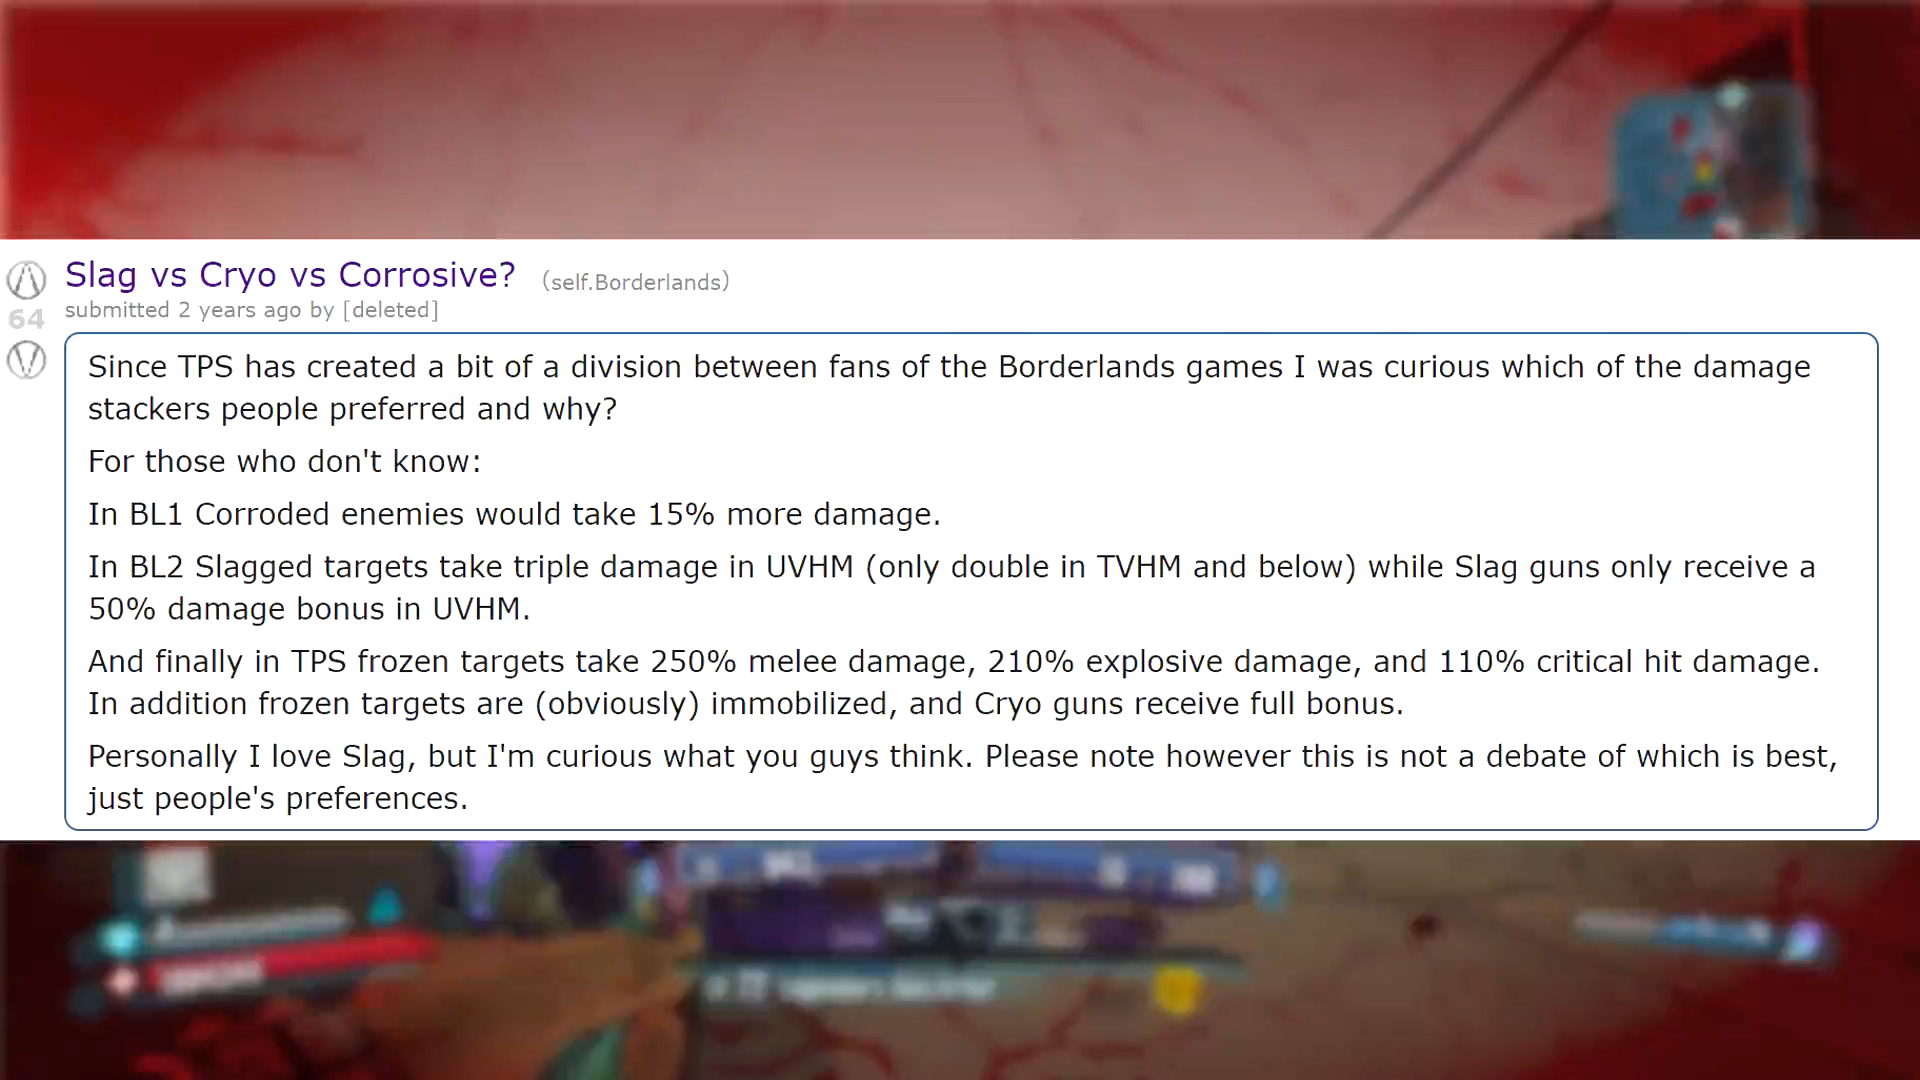 Slag vs Cryo vs Corrosive? (self.Borderlands)
submitted 2 years ago by [deleted]
64
Since TPS has created a bit of a division between fans of the Borderlands games I was curious which of the damage
stackers people preferred and why?
For those who don't know:
In BL1 Corroded enemies would take 15% more damage.
In BL2 Slagged targets take triple damage in UVHM (only double in TVHM and below) while Slag guns only receive a
50% damage bonus in UVHM.
And finally in TPS frozen targets take 250% melee damage, 210% explosive damage, and 110% critical hit damage.
In addition frozen targets are (obviously) immobilized, and Cryo guns receive full bonus.
Personally I love Slag, but I'm curious what you guys think. Please note however this is not a debate of which is best,
just people's preferences.